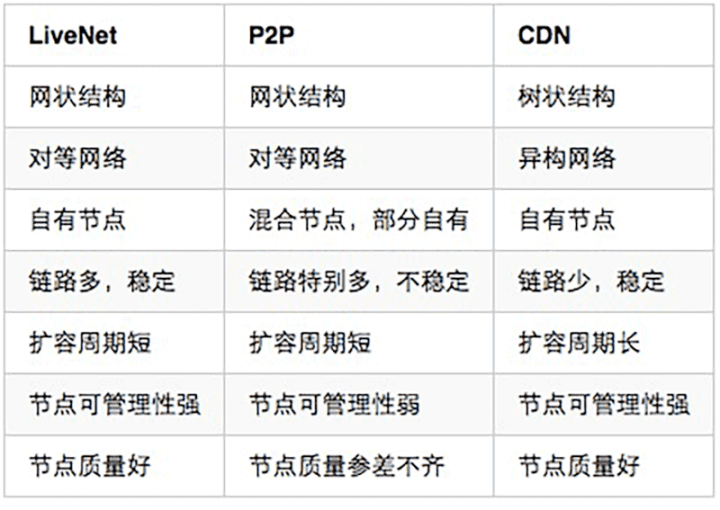 LiveNet P2P CDN
网状结构 网状结构 树状结构
对等网络 对等网络 异构网络
自有节点 混合节点，部分自有 自有节点
链路多，稳定 链路特别多，不稳定 链路少，稳定
扩容周期短 扩容周期短 扩容周期长
节点可管理性强 节点可管理性弱 节点可管理性强
节点质量好 节点质量参差不齐 节点质量好